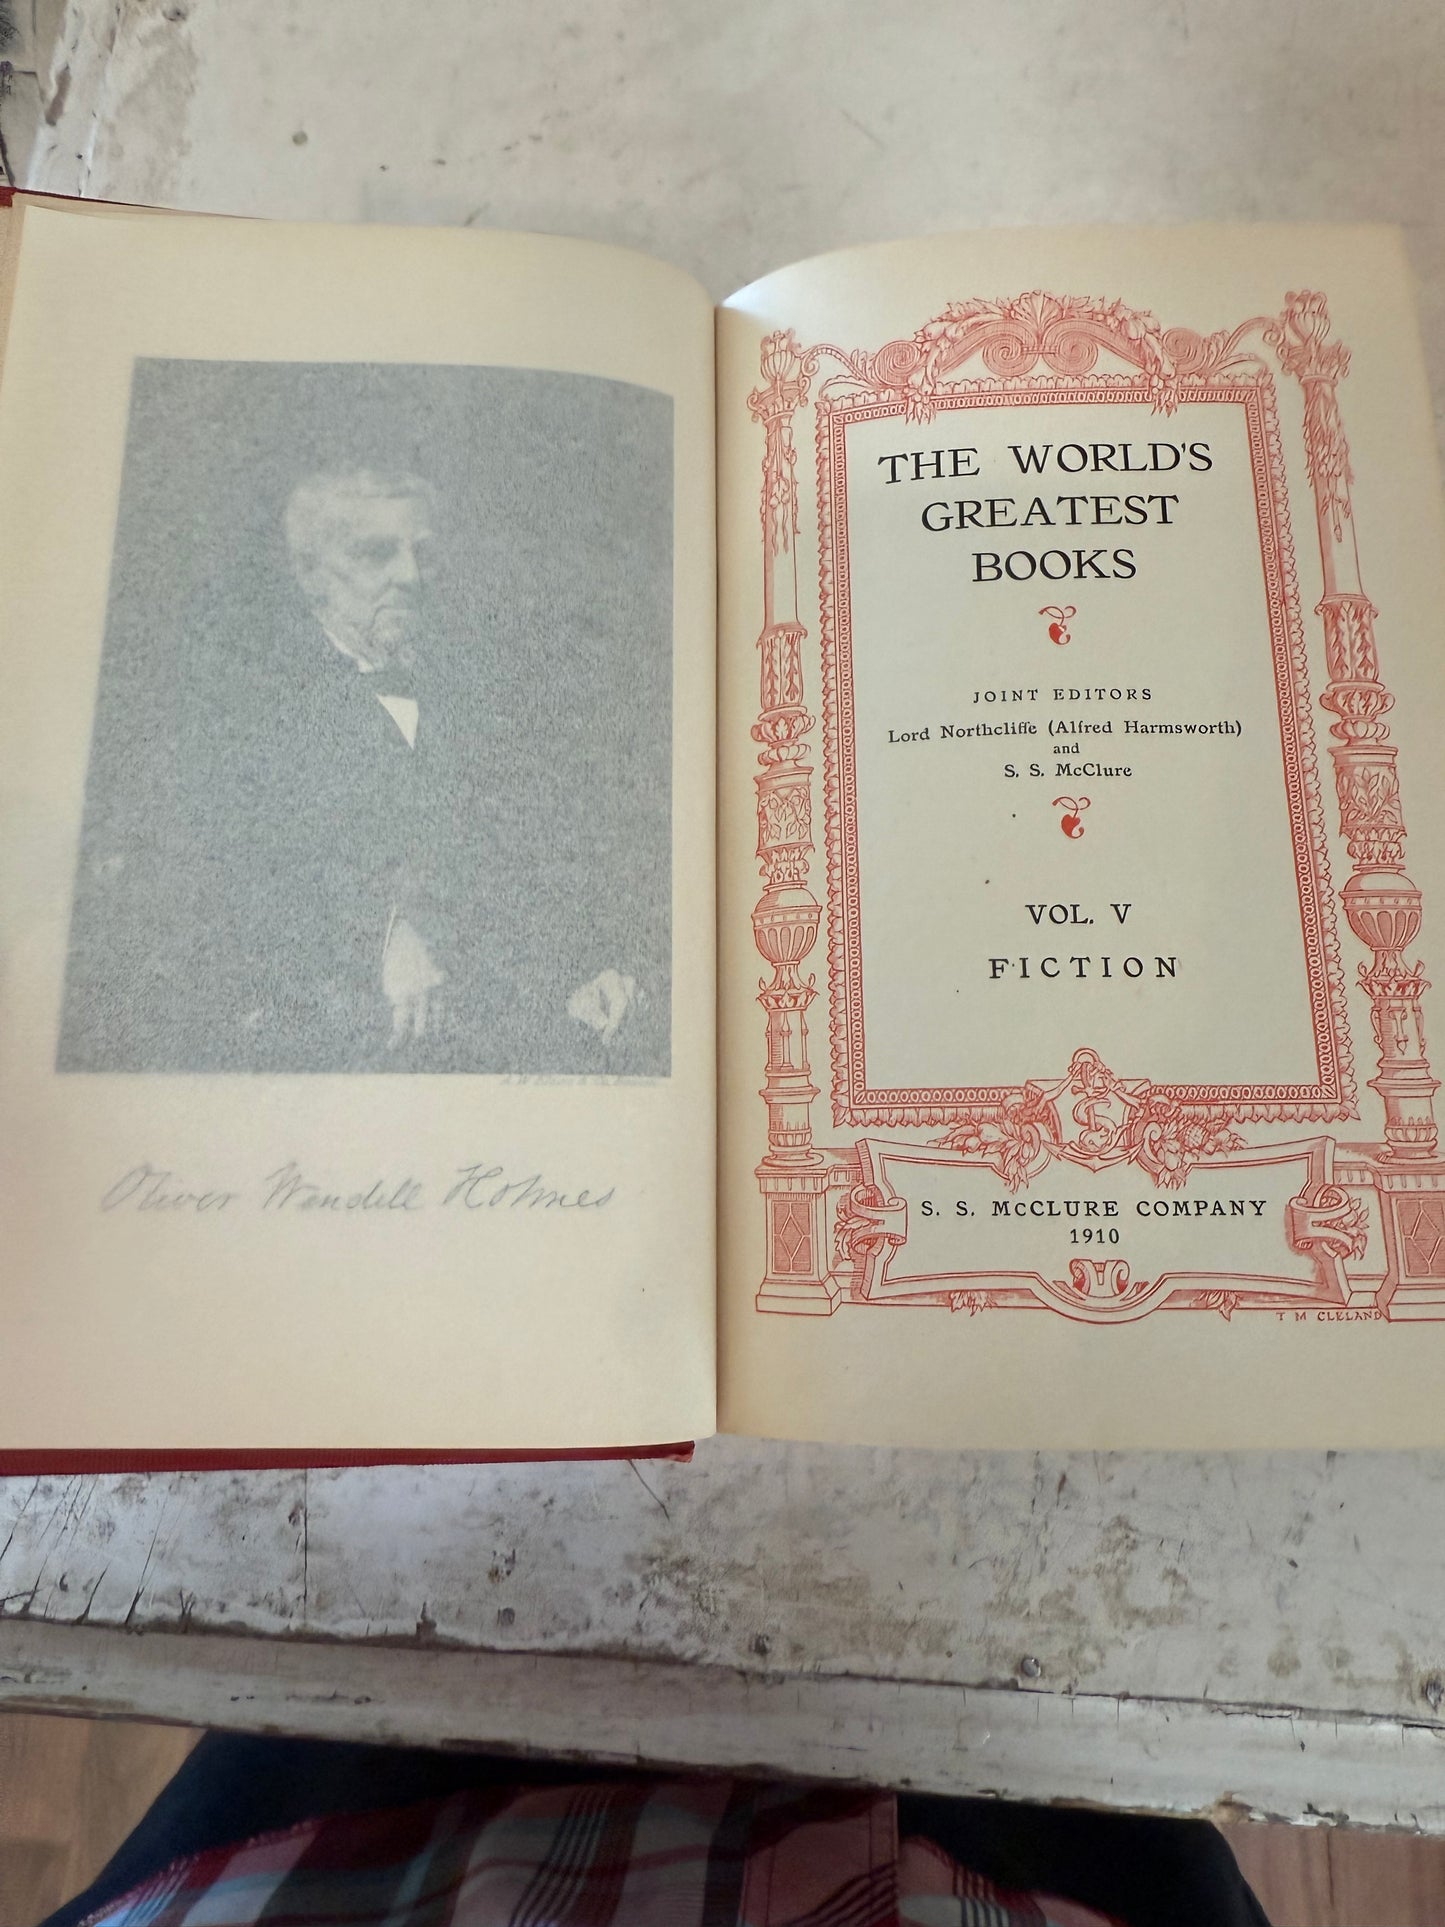 Oliver Wendell Holmes
THE WORLD'S
GREATEST
BOOKS
JOINT EDITORS
Lord Northcliffe (Alfred Harmsworth)
and
S. S. McClure
VOL. V
FICTION
S. S. McCLURE COMPANY
1910
T M CLELAND